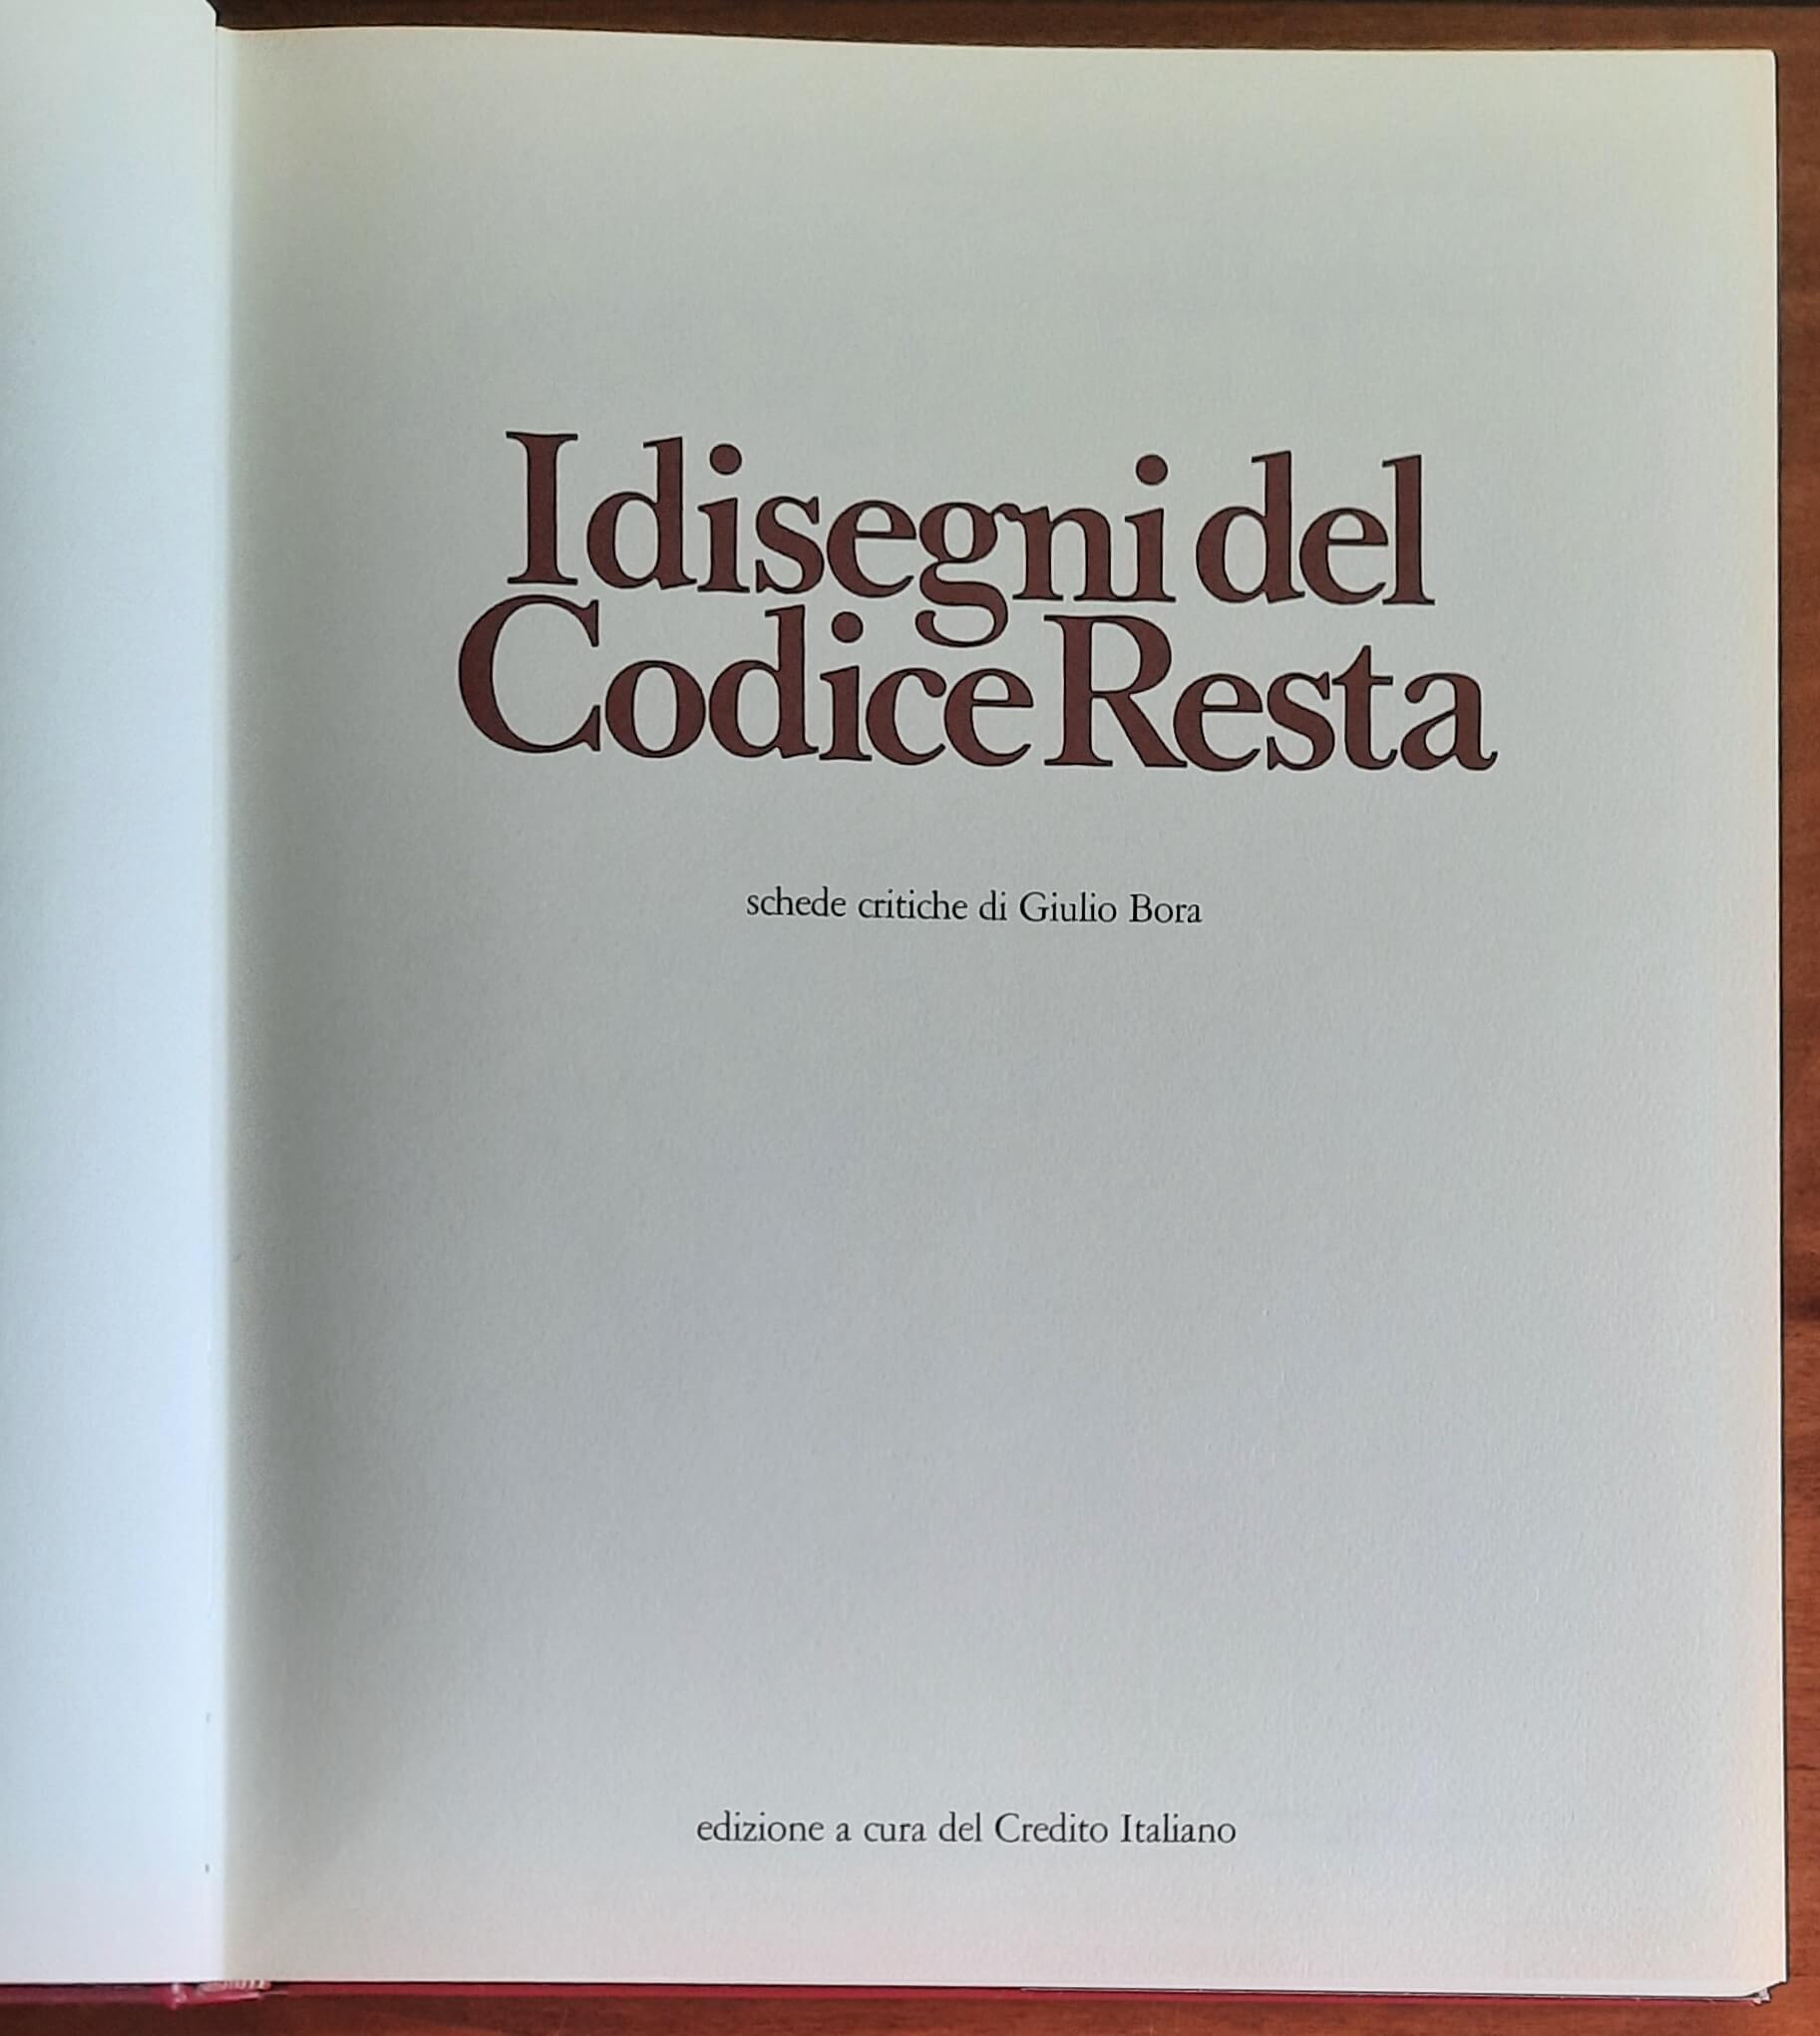 I disegni del
Codice Resta
schede critiche di Giulio Bora
edizione a cura del Credito Italiano